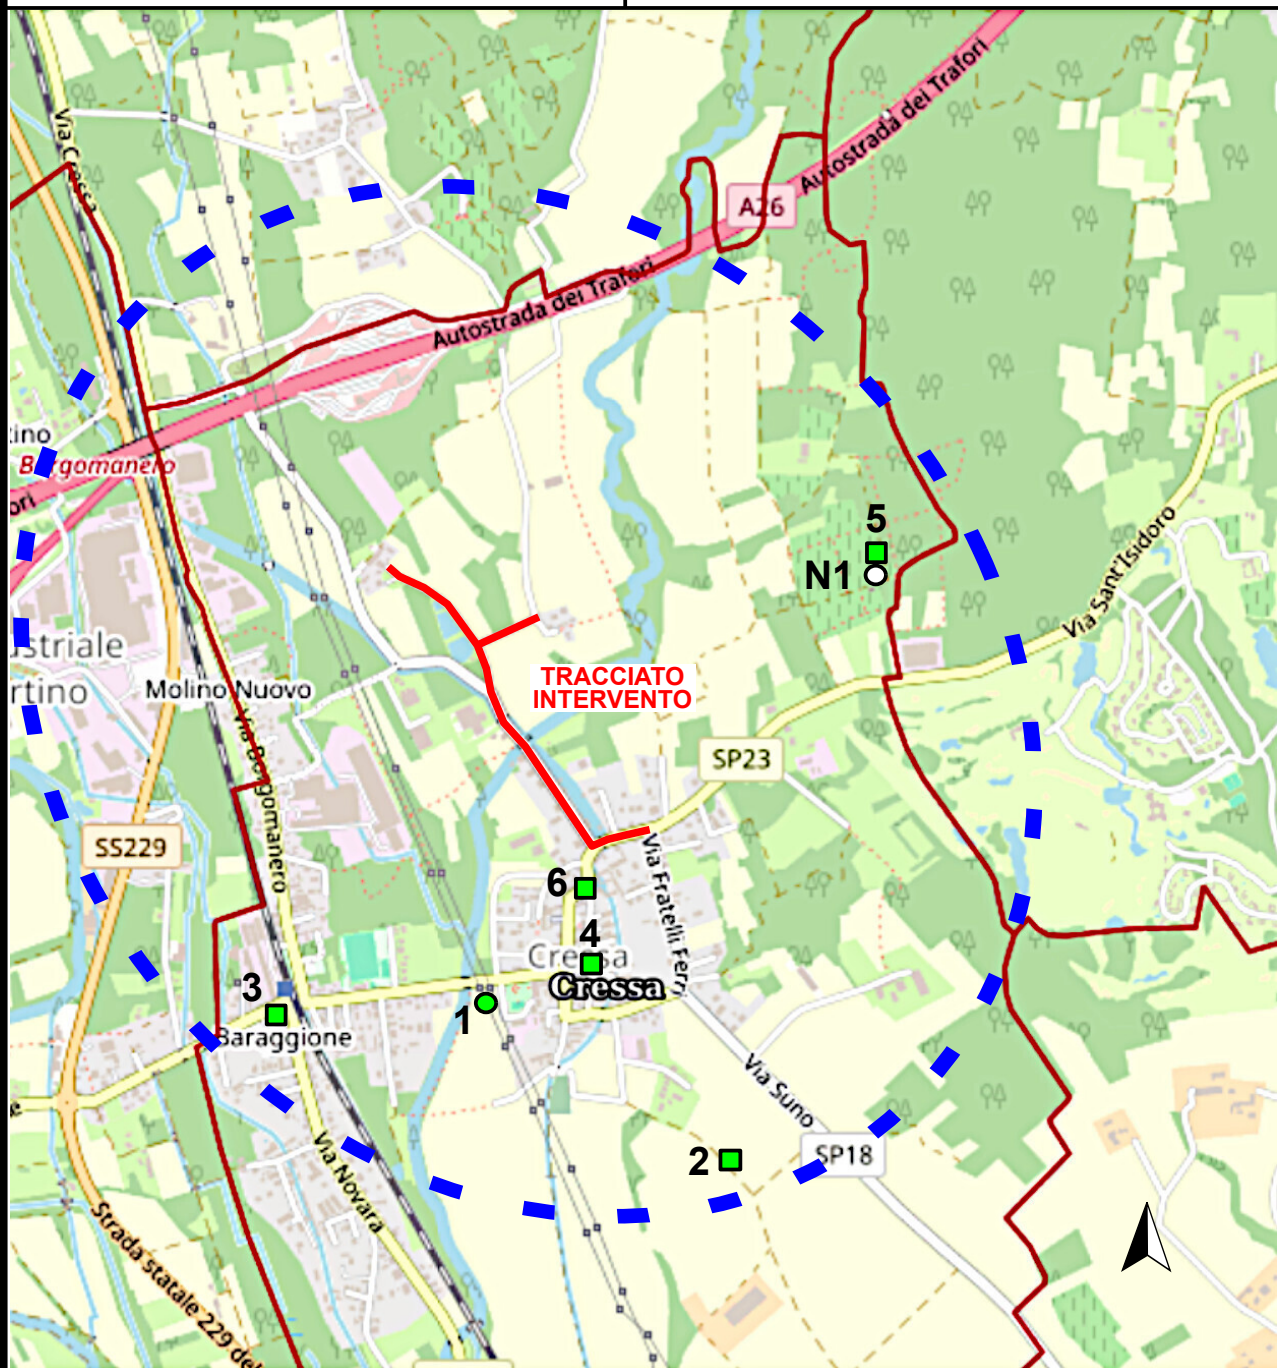 Via Cressa
Autostrada dei Trafori
A26
Autostrada dei Trafori
tino
Borgomanero
ori
5
N1
Via Sant'Isidoro
ustriale
rtino
Molino Nuovo
TRACCIATO
INTERVENTO
Via Borgomanero
SP23
SS229
Via Fratelli Ferri
6
4
Cressa
Cressa
3
1
Baraggione
Via Suno
2
SP18
Via Novara
Strada statale 229 del